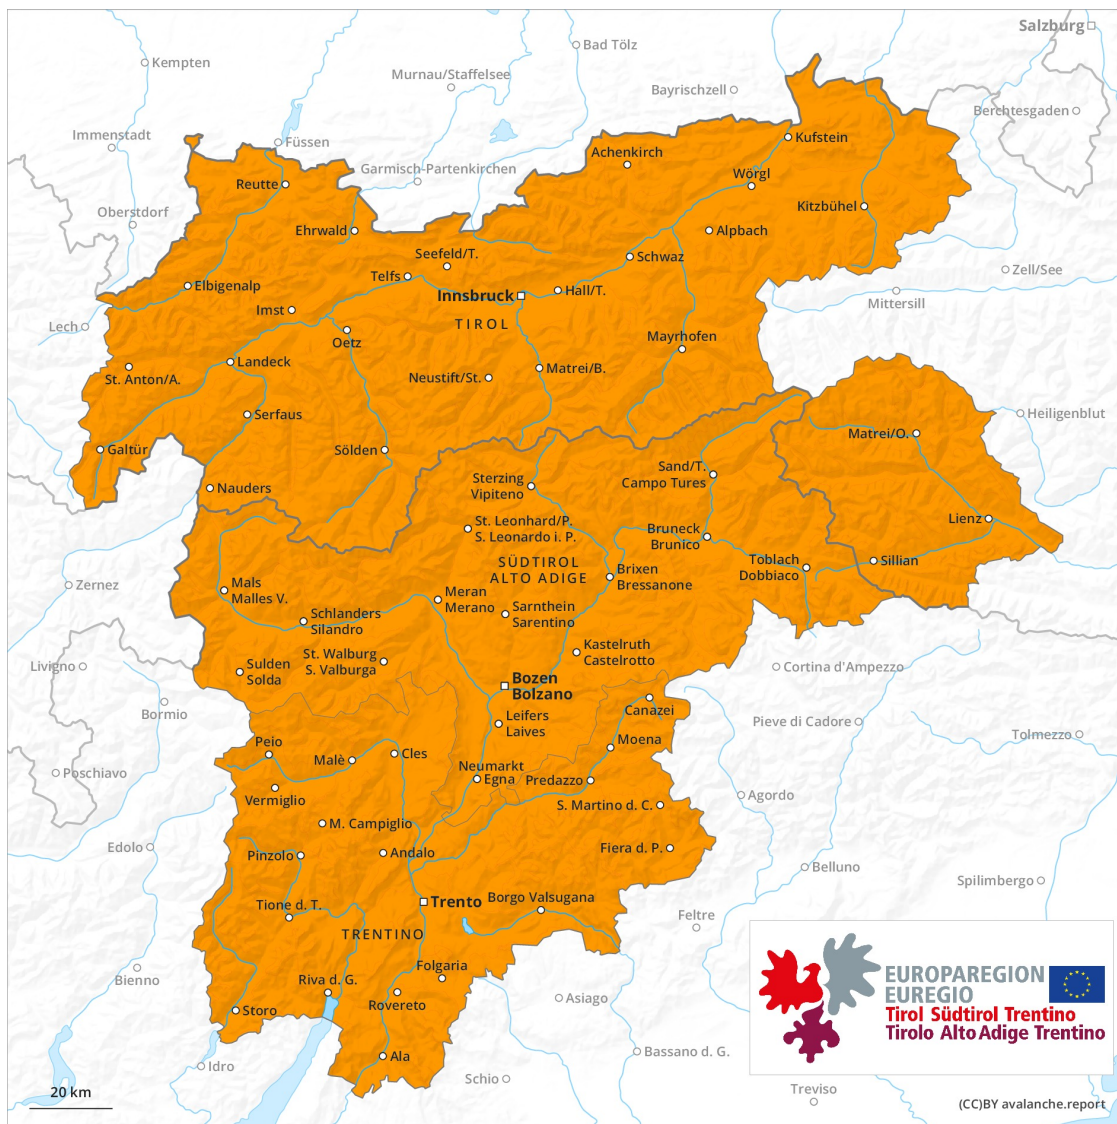 Salzburg
Bad Tölz
Kempten
Murnau/Staffelsee
Bayrischzell
Berchtesgaden
Immenstadt
Füssen
Kufstein
Achenkirch
Garmisch-Partenkirchen
Wörgl
Reutte
Kitzbühel
Oberstdorf
Ehrwald
Alpbach
Seefeld/T.
Schwaz
Zell/See
Telfs
Elbigenalp
Hall/T.
Innsbruck
Mittersill
Imst
TIROL
Lech
Oetz
Mayrhofen
Landeck
Matrei/B.
St. Anton/A.
Neustift/St.
Serfaus
Heiligenblut
Matrei/O.
Galtür
Sölden
Sand/T.
Campo Tures
Sterzing
Vipiteno
Nauders
Lienz
St. Leonhard/P.
S. Leonardo i. P.
Bruneck
Brunico
SÜDTIROL
ALTO ADIGE
Toblach
Dobbiaco
Sillian
Brixen
Bressanone
Zernez
Mals
Malles V.
Meran
Merano
Sarnthein
Sarentino
Schlanders
Silandro
Kastelruth
Castelrotto
St. Walburg
S. Valburga
Livigno
Sulden
Solda
Cortina d'Ampezzo
Bozen
Bolzano
Canazei
Bormio
Leifers
Laives
Pieve di Cadore
Moena
Tolmezzo
Peio
Cles
Malè
Neumarkt
Egna
Predazzo
Poschiavo
Vermiglio
Agordo
S. Martino d. C.
M. Campiglio
Edolo
Pinzolo
Andalo
Fiera d. P.
Belluno
Spilimbergo
Trento
Borgo Valsugana
Tione d. T.
Feltre
TRENTINO
Folgaria
Bienno
Riva d. G.
Rovereto
Asiago
Storo
EUROPAREGION
EUREGIO
Tirol Südtirol Trentino
Tirolo Alto Adige Trentino
Ala
Bassano d. G.
Idro
Schio
Treviso
20 km
(CC)BY avalanche.report